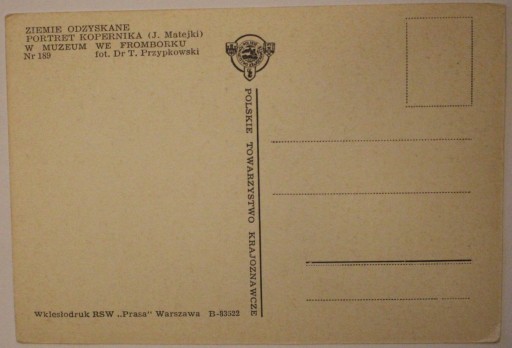 ZIEMIE ODZYSKANE
PORTRET KOPERNIKA (J. Matejki)
W MUZEUM WE FROMBORKU
Nr 189 fot. Dr T. Przypkowski
POLSKIE TOWARZYSTWO KRAJOZNAWCZE
Wklęsłodruk RSW „Prasa" Warszawa B-83522